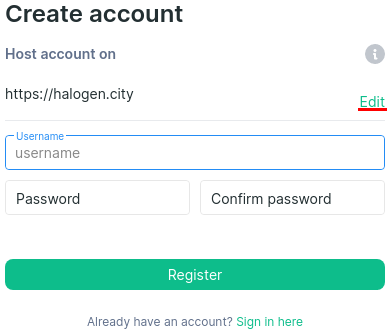 Create account
Host account on
https://halogen.city
Edit
Username
username
Password
Confirm password
Register
Already have an account? Sign in here